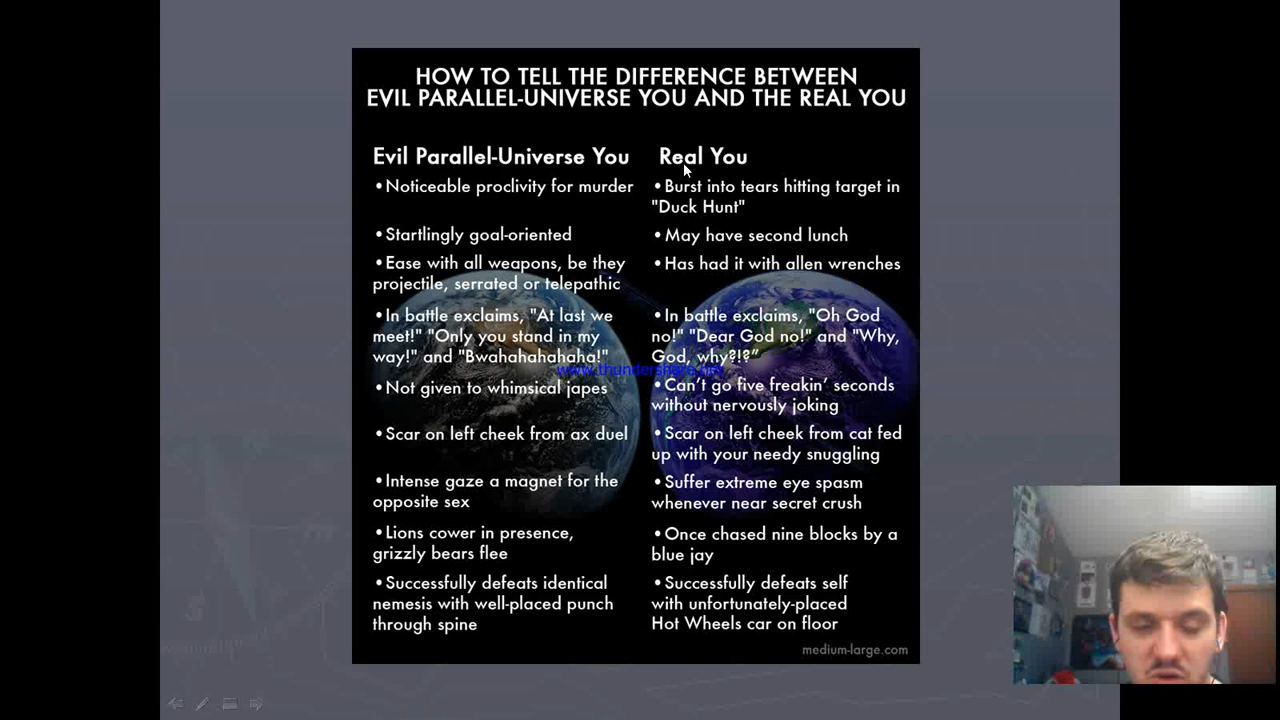 HOW TO TELL THE DIFFERENCE BETWEEN
EVIL PARALLEL-UNIVERSE YOU AND THE REAL YOU
Evil Parallel-Universe You
•Noticeable proclivity for murder
•Startlingly goal-oriented
•Ease with all weapons, be they
projectile, serrated or telepathic
•In battle exclaims, "At last we
meet!" "Only you stand in my
way!" and "Bwahahahahaha!"
•Not given to whimsical japes
•Scar on left cheek from ax duel
•Intense gaze a magnet for the
opposite sex
•Lions cower in presence,
grizzly bears flee
•Successfully defeats identical
nemesis with well-placed punch
through spine
Real You
•Burst into tears hitting target in
"Duck Hunt"
•May have second lunch
•Has had it with allen wrenches
•In battle exclaims, "Oh God
no!" "Dear God no!" and "Why,
God, why?!?”
•Can’t go five freakin’ seconds
without nervously joking
•Scar on left cheek from cat fed
up with your needy snuggling
•Suffer extreme eye spasm
whenever near secret crush
•Once chased nine blocks by a
blue jay
•Successfully defeats self
with unfortunately-placed
Hot Wheels car on floor
www.thundershare.net
medium-large.com